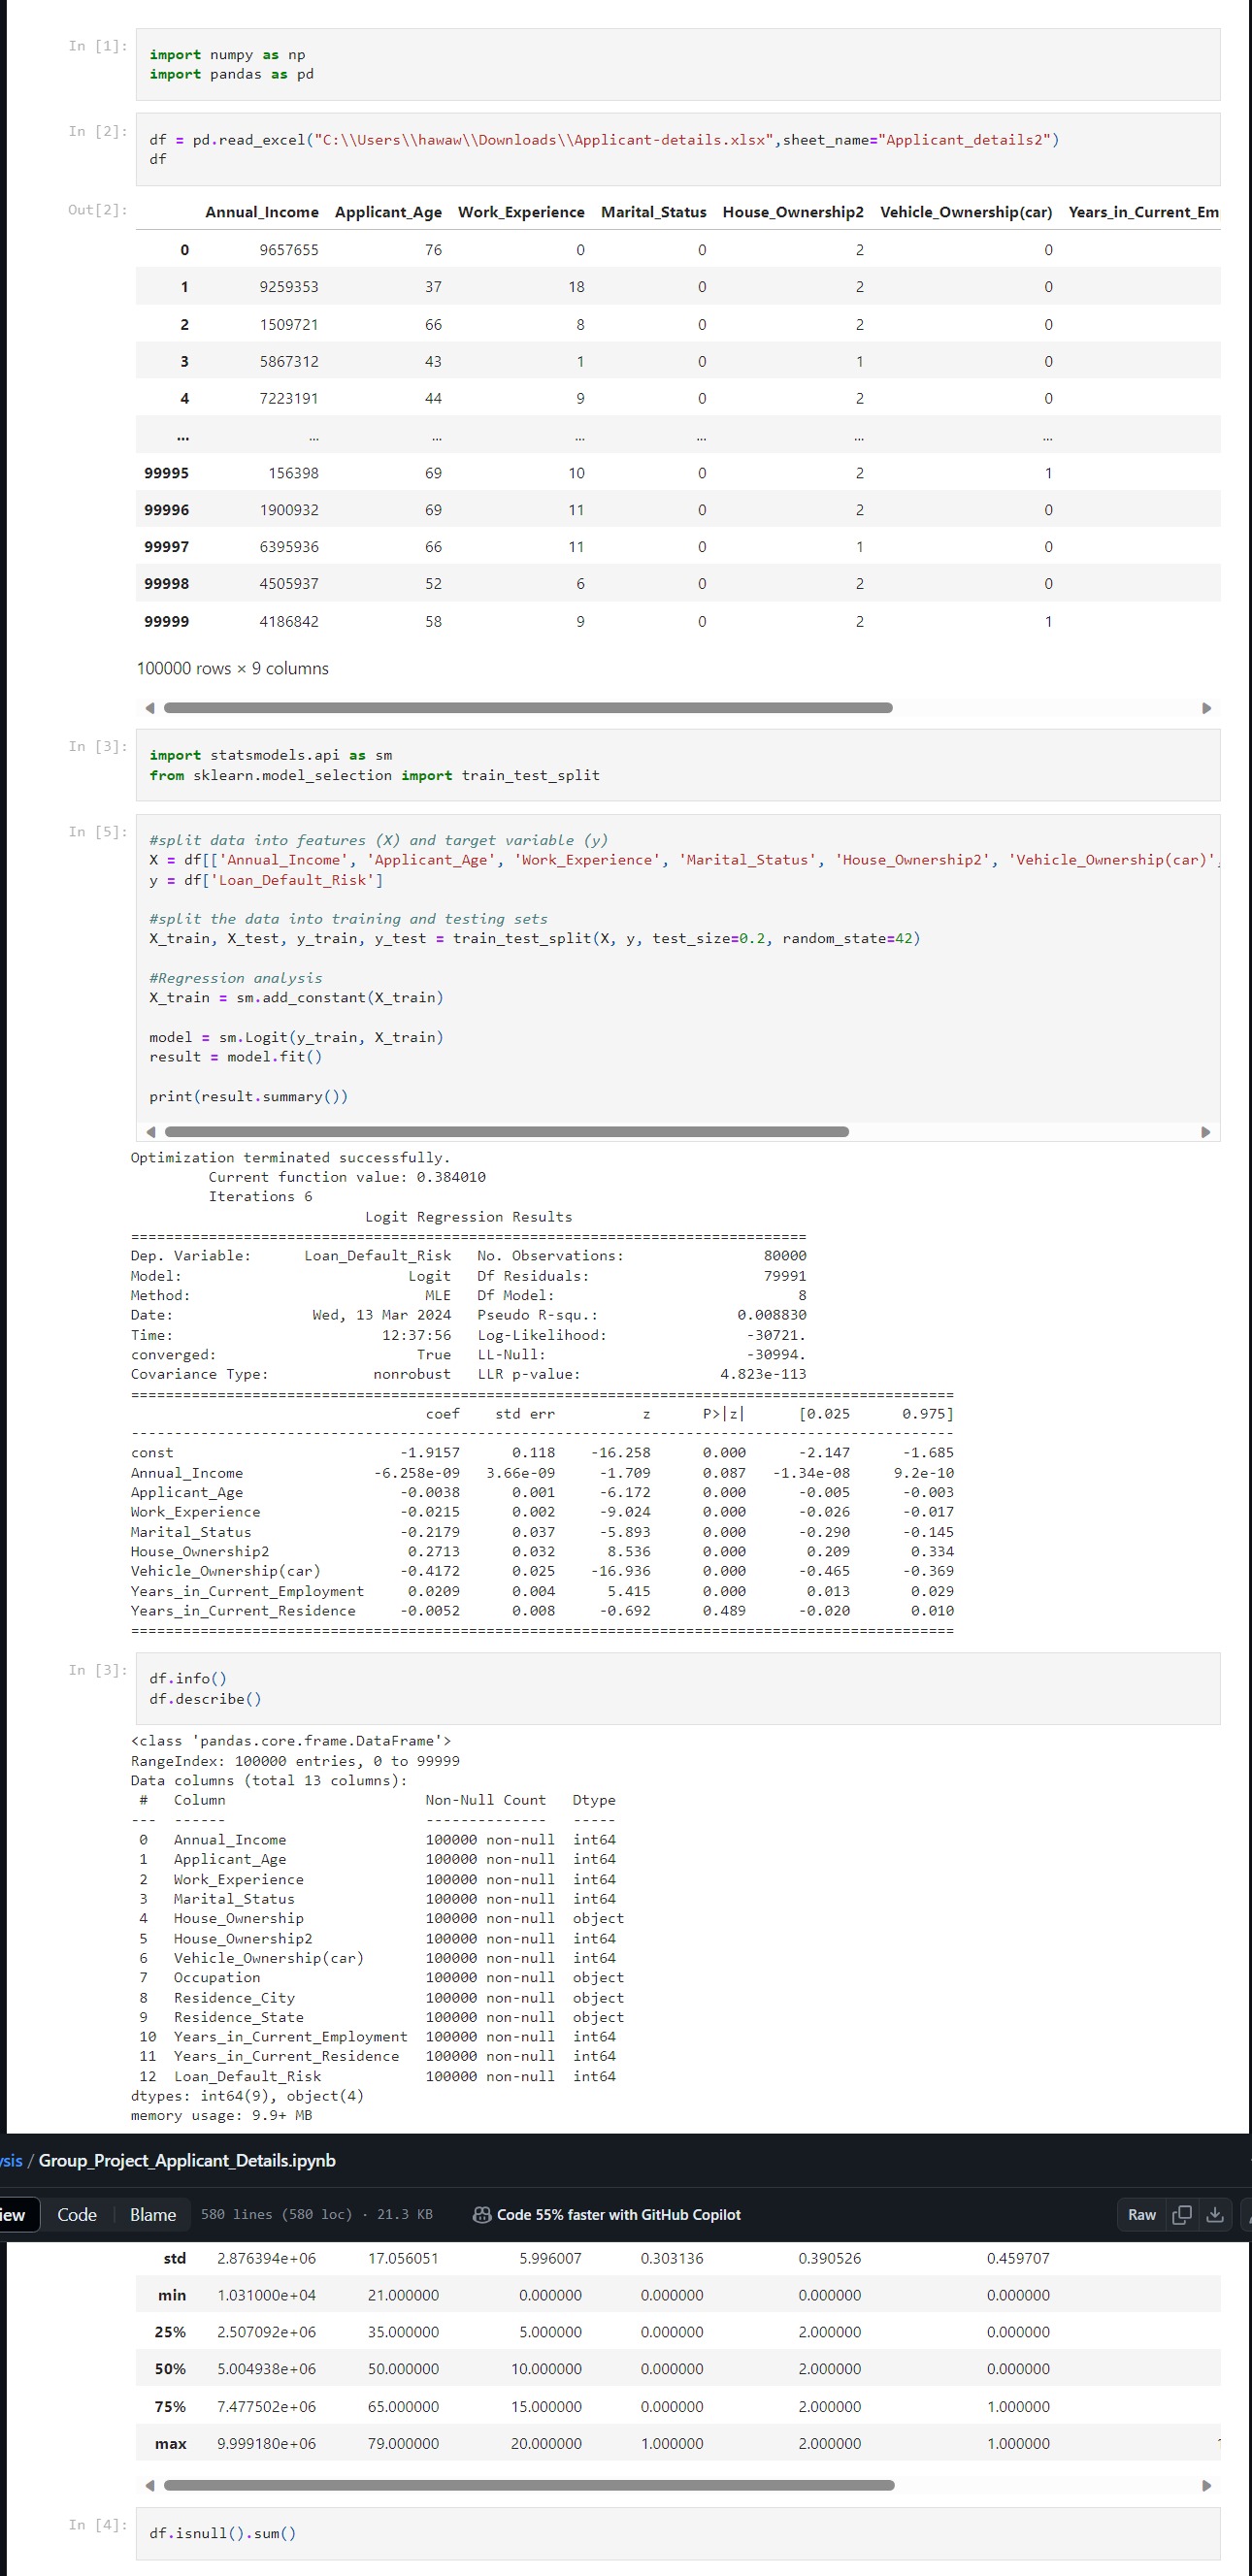 In [1]:
import numpy as np
import pandas as pd
In [2]:
df = pd.read_excel("C:\\Users\\hawaw\\Downloads\\Applicant-details.xlsx",sheet_name="Applicant_details2")
df
Out[2]:
Annual_Income Applicant_Age Work_Experience Marital_Status House_Ownership2 Vehicle_Ownership(car) Years_in_Current_Em
0 9657655 76 0 0 2 0
1 9259353 37 18 0 2 0
2 1509721 66 8 0 2 0
3 5867312 43 1 0 1 0
4 7223191 44 9 0 2 0
... ... ... ... ... ... ...
99995 156398 69 10 0 2 1
99996 1900932 69 11 0 2 0
99997 6395936 66 11 0 1 0
99998 4505937 52 6 0 2 0
99999 4186842 58 9 0 2 1
100000 rows × 9 columns
In [3]:
import statsmodels.api as sm
from sklearn.model_selection import train_test_split
In [5]:
#split data into features (X) and target variable (y)
X = df[['Annual_Income', 'Applicant_Age', 'Work_Experience', 'Marital_Status', 'House_Ownership2', 'Vehicle_Ownership(car)',
y = df['Loan_Default_Risk']
#split the data into training and testing sets
X_train, X_test, y_train, y_test = train_test_split(X, y, test_size=0.2, random_state=42)
#Regression analysis
X_train = sm.add_constant(X_train)
model = sm.Logit(y_train, X_train)
result = model.fit()
print(result.summary())
Optimization terminated successfully.
Current function value: 0.384010
Iterations 6
Logit Regression Results
==============================================================================
Dep. Variable: Loan_Default_Risk No. Observations: 80000
Model: Logit Df Residuals: 79991
Method: MLE Df Model: 8
Date: Wed, 13 Mar 2024 Pseudo R-squ.: 0.008830
Time: 12:37:56 Log-Likelihood: -30721.
converged: True LL-Null: -30994.
Covariance Type: nonrobust LLR p-value: 4.823e-113
===============================================================================================
coef std err z P>|z| [0.025 0.975]
-----------------------------------------------------------------------------------------------
const -1.9157 0.118 -16.258 0.000 -2.147 -1.685
Annual_Income -6.258e-09 3.66e-09 -1.709 0.087 -1.34e-08 9.2e-10
Applicant_Age -0.0038 0.001 -6.172 0.000 -0.005 -0.003
Work_Experience -0.0215 0.002 -9.024 0.000 -0.026 -0.017
Marital_Status -0.2179 0.037 -5.893 0.000 -0.290 -0.145
House_Ownership2 0.2713 0.032 8.536 0.000 0.209 0.334
Vehicle_Ownership(car) -0.4172 0.025 -16.936 0.000 -0.465 -0.369
Years_in_Current_Employment 0.0209 0.004 5.415 0.000 0.013 0.029
Years_in_Current_Residence -0.0052 0.008 -0.692 0.489 -0.020 0.010
===============================================================================================
In [3]:
df.info()
df.describe()
<class 'pandas.core.frame.DataFrame'>
RangeIndex: 100000 entries, 0 to 99999
Data columns (total 13 columns):
# Column Non-Null Count Dtype
--- ------ -------------- -----
0 Annual_Income 100000 non-null int64
1 Applicant_Age 100000 non-null int64
2 Work_Experience 100000 non-null int64
3 Marital_Status 100000 non-null int64
4 House_Ownership 100000 non-null object
5 House_Ownership2 100000 non-null int64
6 Vehicle_Ownership(car) 100000 non-null int64
7 Occupation 100000 non-null object
8 Residence_City 100000 non-null object
9 Residence_State 100000 non-null object
10 Years_in_Current_Employment 100000 non-null int64
11 Years_in_Current_Residence 100000 non-null int64
12 Loan_Default_Risk 100000 non-null int64
dtypes: int64(9), object(4)
memory usage: 9.9+ MB
ysis / Group_Project_Applicant_Details.ipynb
iew Code Blame 580 lines (580 loc) · 21.3 KB Code 55% faster with GitHub Copilot Raw
std 2.876394e+06 17.056051 5.996007 0.303136 0.390526 0.459707
min 1.031000e+04 21.000000 0.000000 0.000000 0.000000 0.000000
25% 2.507092e+06 35.000000 5.000000 0.000000 2.000000 0.000000
50% 5.004938e+06 50.000000 10.000000 0.000000 2.000000 0.000000
75% 7.477502e+06 65.000000 15.000000 0.000000 2.000000 1.000000
max 9.999180e+06 79.000000 20.000000 1.000000 2.000000 1.000000
In [4]:
df.isnull().sum()